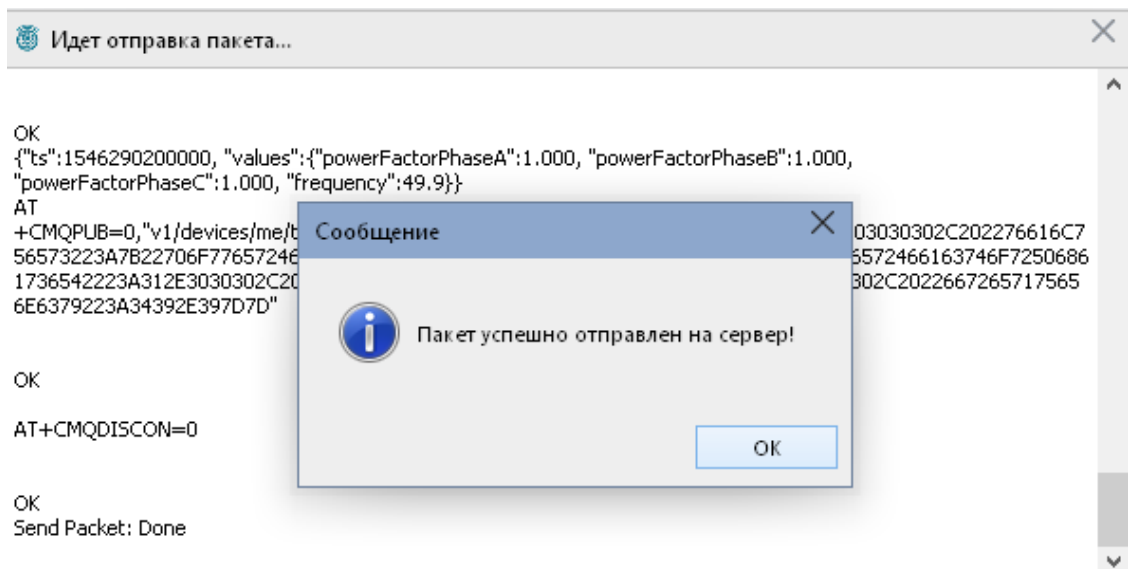 Идет отправка пакета...
OK
{"ts":1546290200000, "values":{"powerFactorPhaseA":1.000, "powerFactorPhaseB":1.000,
"powerFactorPhaseC":1.000, "frequency":49.9}}
AT
+CMQPUB=0,"v1/devices/me/t 03030302C202276616C7
56573223A7B22706F77657246 65572466163746F7250686
1736542223A312E3030302C20 302C2022667265717565
6E6379223A34392E397D7D"
Сообщение
Пакет успешно отправлен на сервер!
OK
OK
AT+CMQDISCON=0
OK
Send Packet: Done